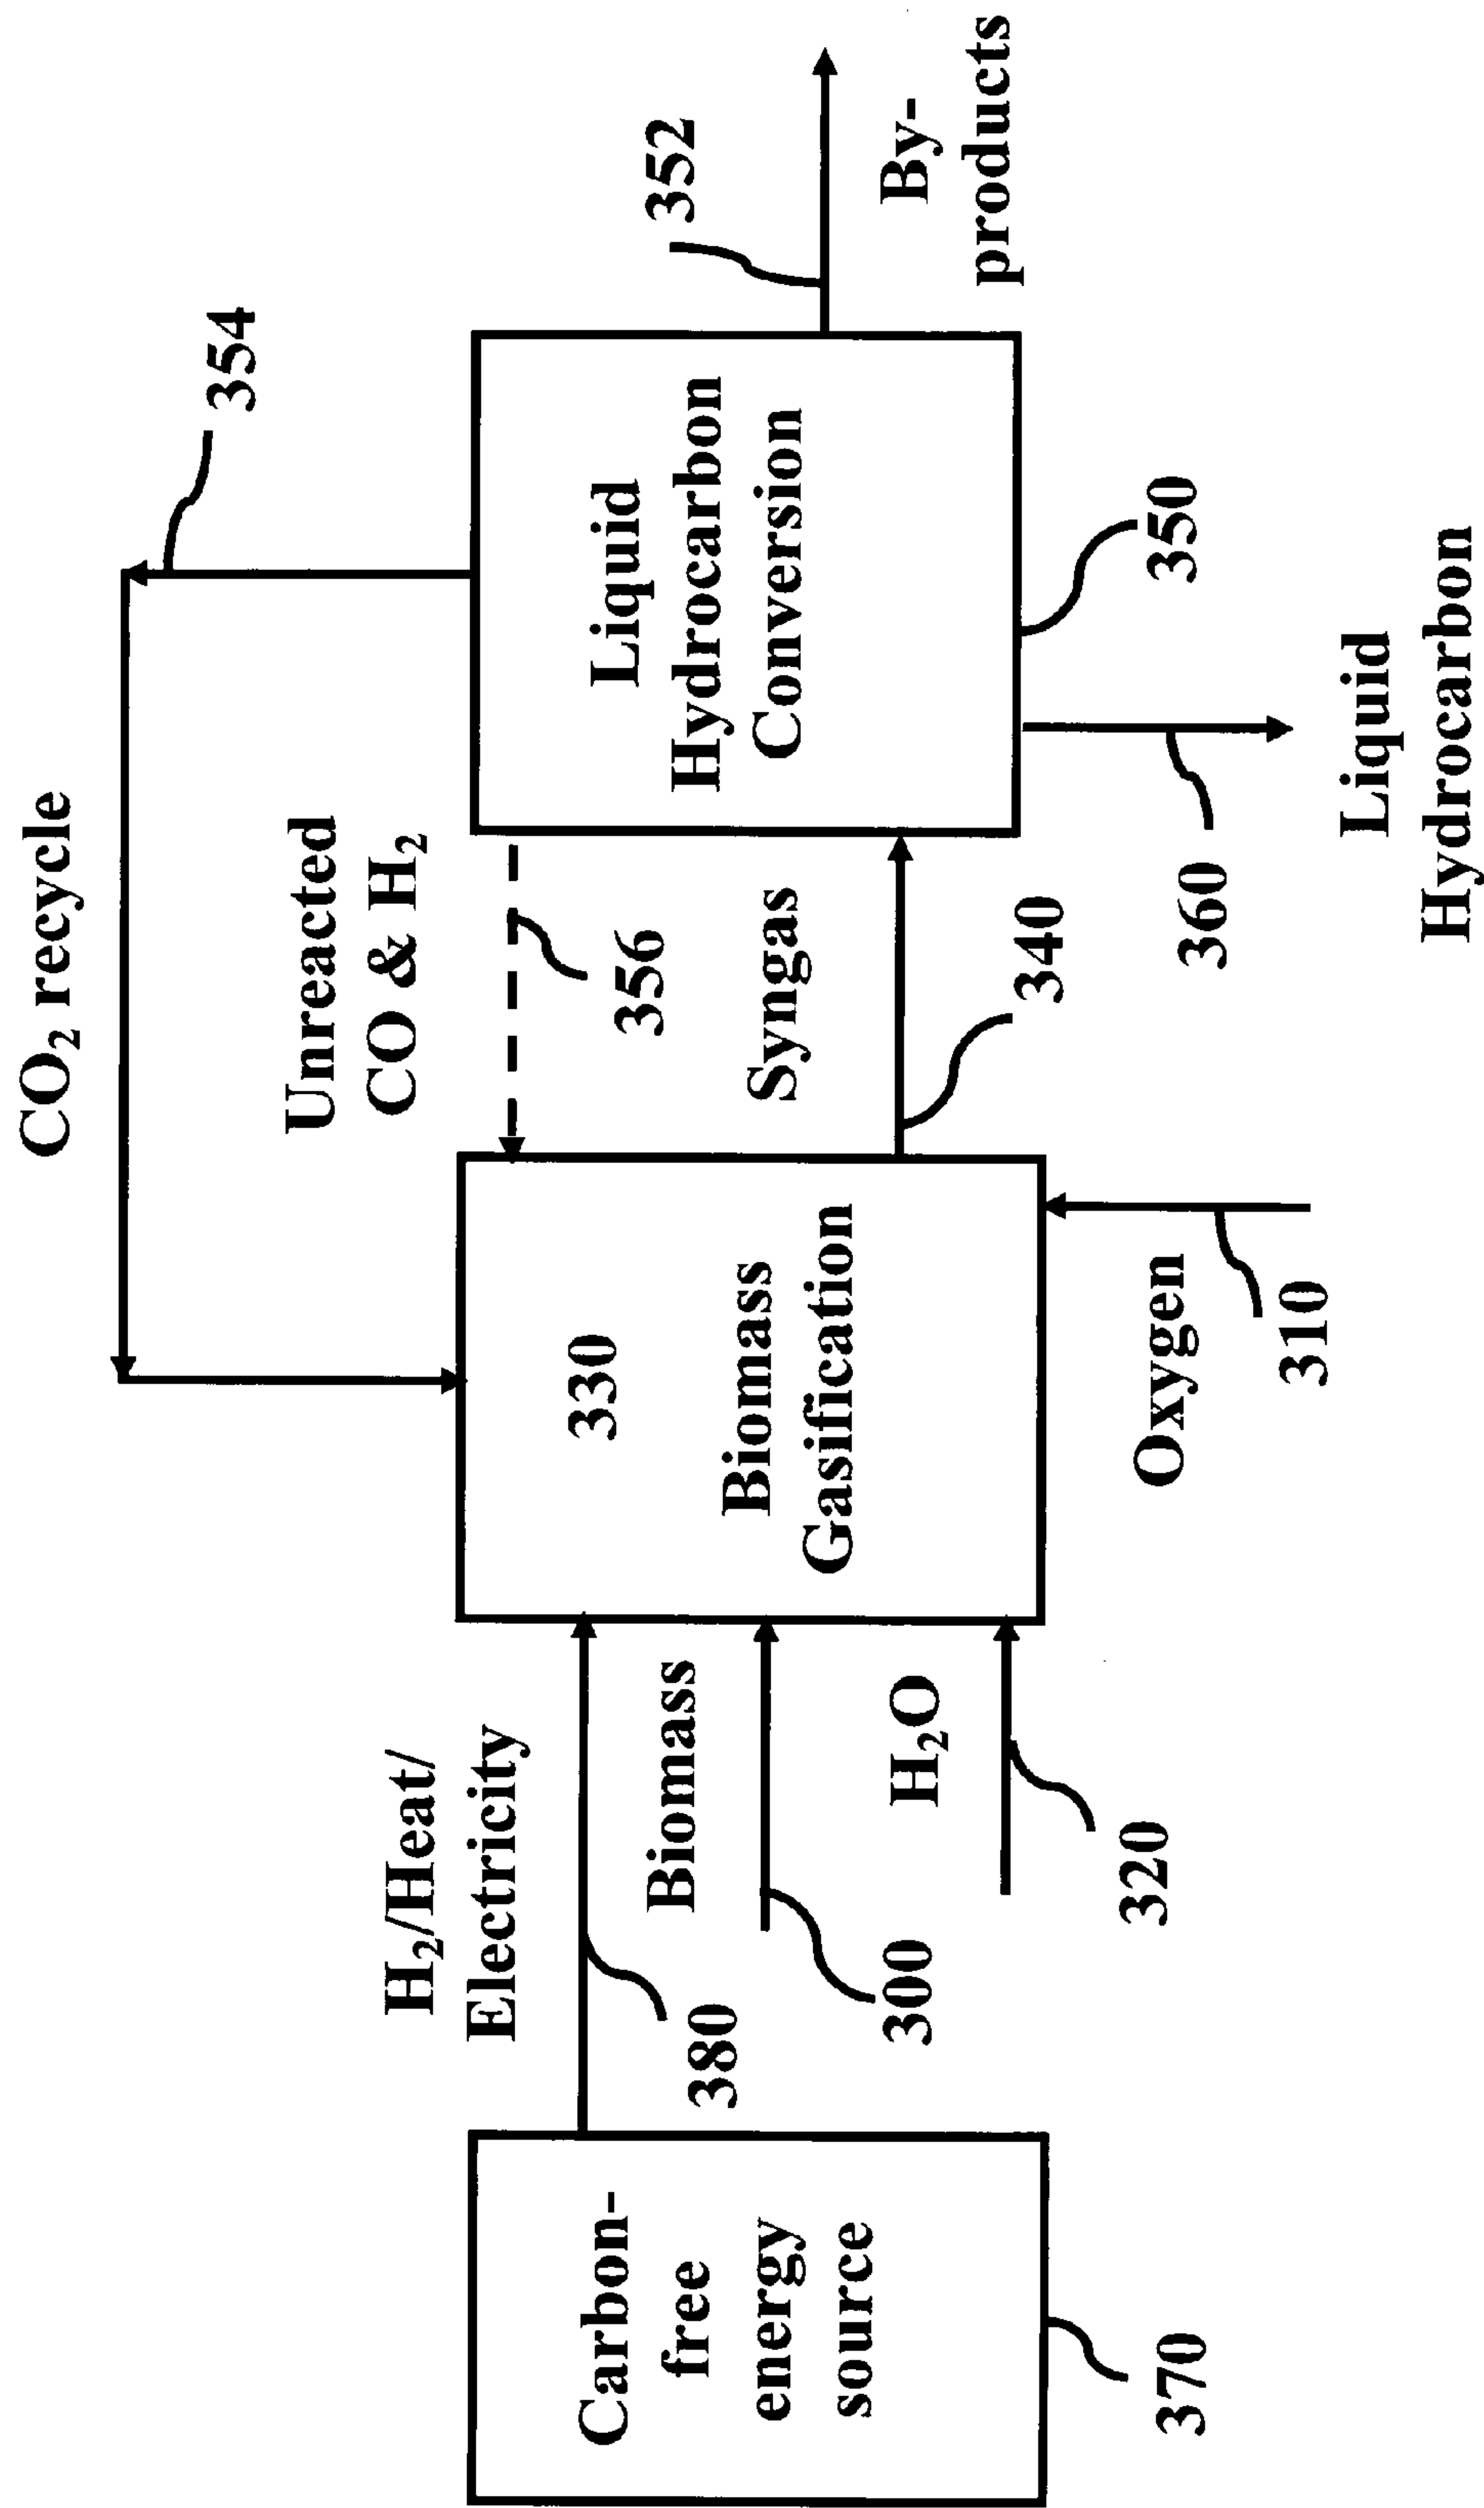 CO₂ recycle
354
Unreacted
CO & H₂
356
352
H₂/Heat/
Electricity
380
Carbon-
free
energy
source
370
Biomass
300
H₂O
320
330
Biomass
Gasification
Oxygen
310
Syngas
340
Liquid
Hydrocarbon
Conversion
350
By-
products
360
Liquid
Hydrocarbon